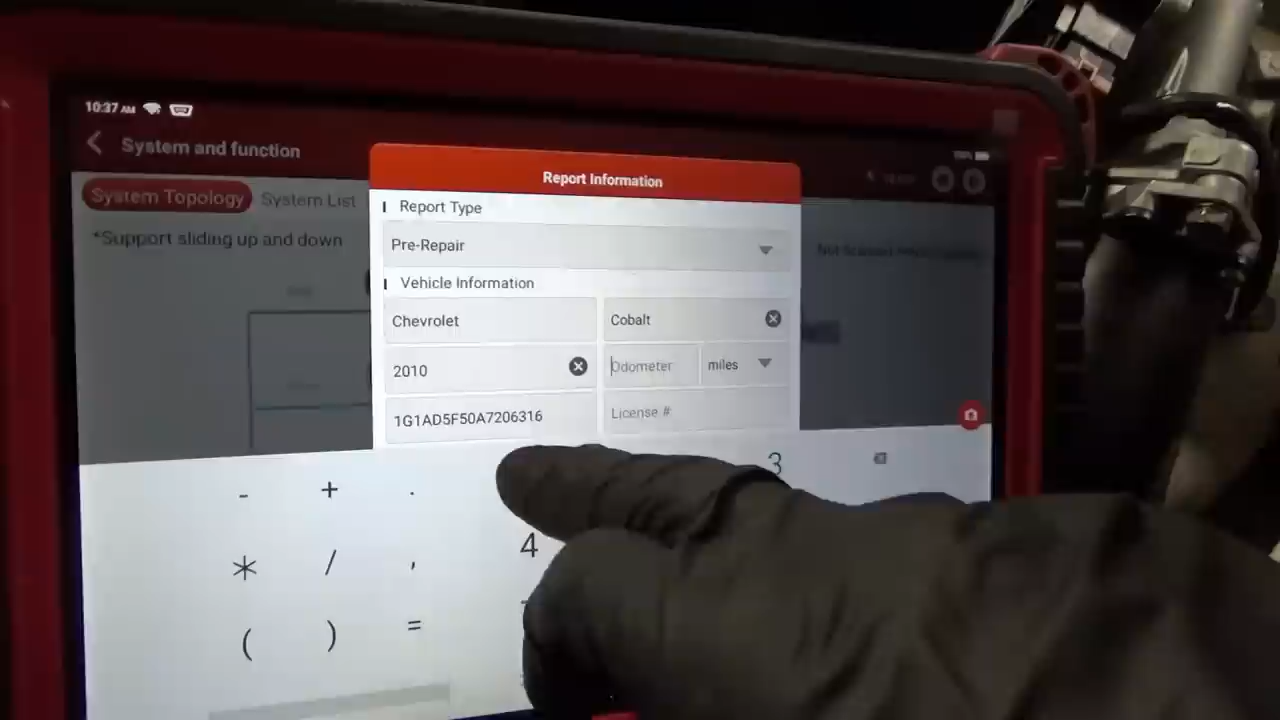 10:37 AM
System and function
Report Information
System Topology
System List
Report Type
*Support sliding up and down
Pre-Repair
Vehicle Information
Chevrolet
Cobalt
2010
Odometer
miles
1G1AD5F50A7206316
License #
3
- + .
4
* / ,
( ) =